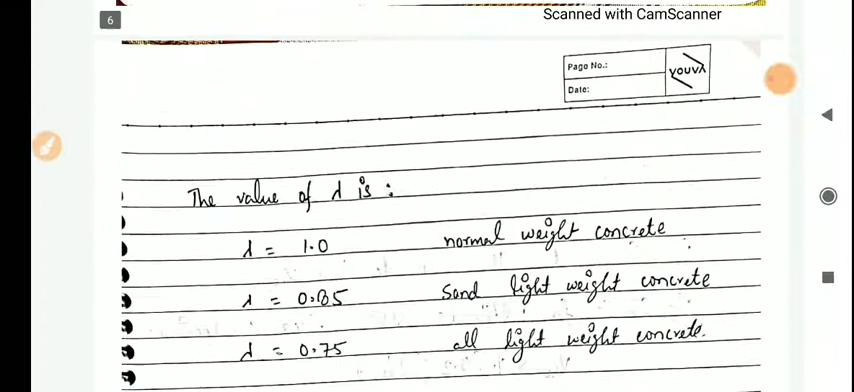 Scanned with CamScanner
6
Page No.:
Date:
YOUVA
The value of λ is:
λ = 1.0 normal weight concrete
λ = 0.85 sand light weight concrete
λ = 0.75 all light weight concrete.